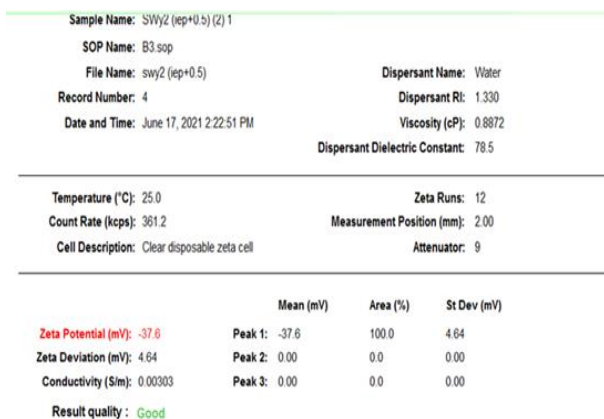 Sample Name: SWy2 (iep+0.5) (2) 1
SOP Name: B3.sop
File Name: swy2 (iep+0.5) Dispersant Name: Water
Record Number: 4 Dispersant RI: 1.330
Date and Time: June 17, 2021 2:22:51 PM Viscosity (cP): 0.8872
Dispersant Dielectric Constant: 78.5
Temperature (°C): 25.0 Zeta Runs: 12
Count Rate (kcps): 361.2 Measurement Position (mm): 2.00
Cell Description: Clear disposable zeta cell Attenuator: 9
Mean (mV) Area (%) St Dev (mV)
Zeta Potential (mV): -37.6 Peak 1: -37.6 100.0 4.64
Zeta Deviation (mV): 4.64 Peak 2: 0.00 0.0 0.00
Conductivity (S/m): 0.00303 Peak 3: 0.00 0.0 0.00
Result quality : Good